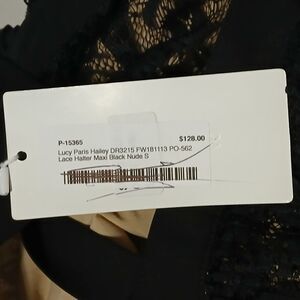 P-15365 $128.00
Lucy Paris Hailey DR3215 FW181113 PO-562
Lace Halter Maxi Black Nude S